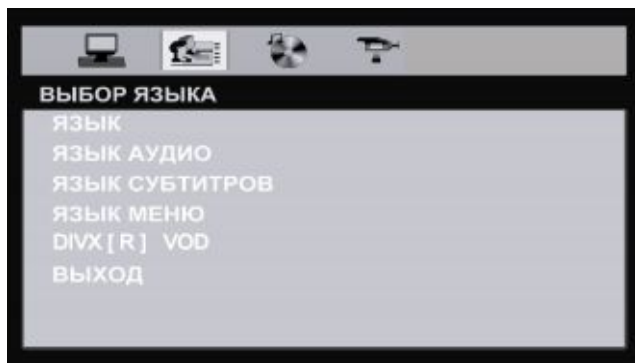 ВЫБОР ЯЗЫКА
ЯЗЫК
ЯЗЫК АУДИО
ЯЗЫК СУБТИТРОВ
ЯЗЫК МЕНЮ
DIVX [ R ] VOD
ВЫХОД